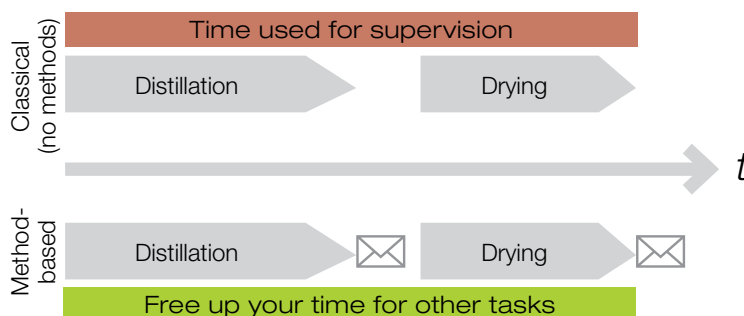 Time used for supervision
Classical
(no methods)
Distillation
Drying
t
Method-
based
Distillation
Drying
Free up your time for other tasks